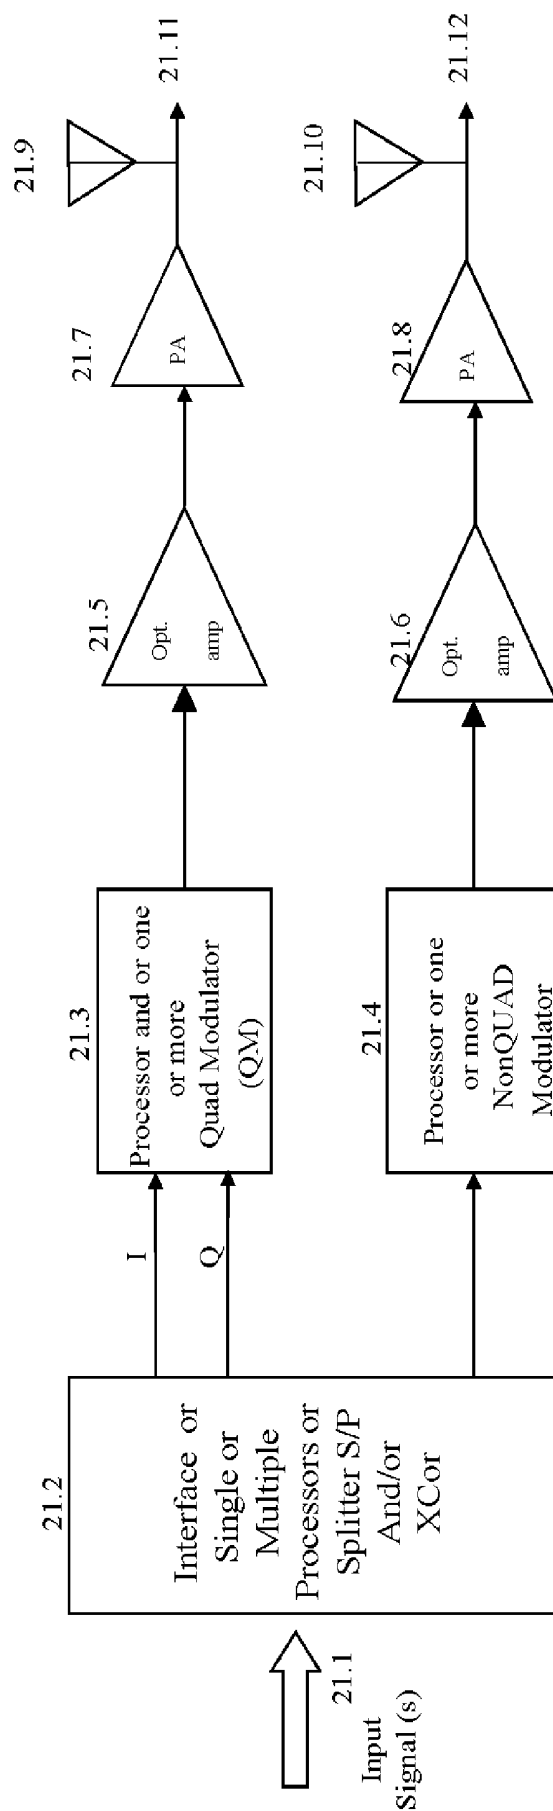 21.1
Input
Signal (s)
21.2
Interface or
Single or
Multiple
Processors or
Splitter S/P
And/or
XCor
I
Q
21.3
Processor and or one
or more
Quad Modulator
(QM)
21.5
Opt.
amp
21.7
PA
21.9
21.11
21.4
Processor or one
or more
NonQUAD
Modulator
21.6
Opt.
amp
21.8
PA
21.10
21.12